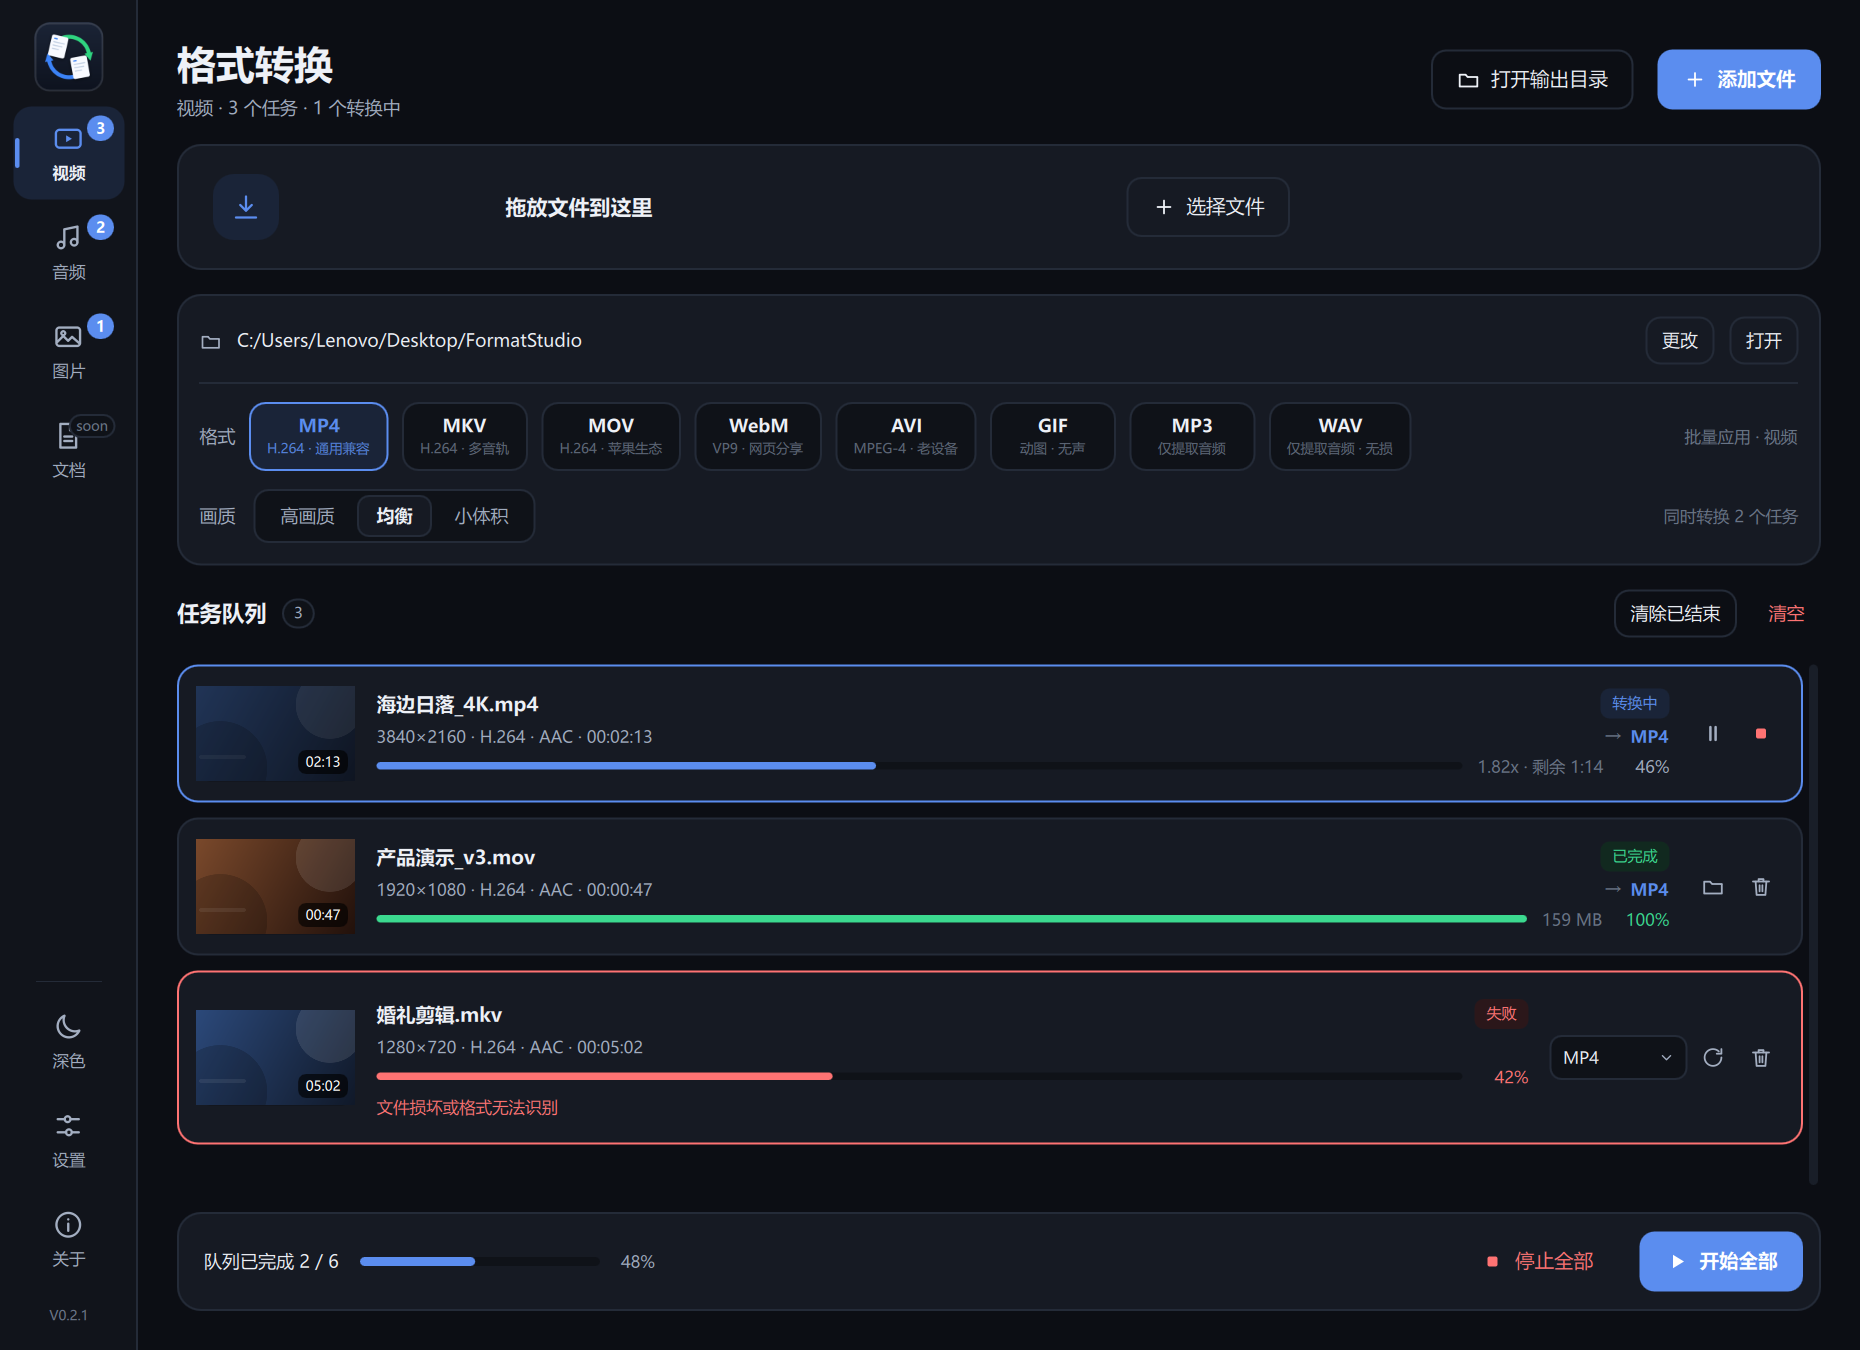 3
视频
2
音频
1
图片
soon
文档
深色
设置
关于
V0.2.1
格式转换
视频 · 3 个任务 · 1 个转换中
打开输出目录
+ 添加文件
拖放文件到这里
+ 选择文件
C:/Users/Lenovo/Desktop/FormatStudio
更改
打开
格式
MP4
H.264 · 通用兼容
MKV
H.264 · 多音轨
MOV
H.264 · 苹果生态
WebM
VP9 · 网页分享
AVI
MPEG-4 · 老设备
GIF
动图 · 无声
MP3
仅提取音频
WAV
仅提取音频 · 无损
批量应用 · 视频
画质
高画质
均衡
小体积
同时转换 2 个任务
任务队列 3
清除已结束
清空
02:13
海边日落_4K.mp4
3840×2160 · H.264 · AAC · 00:02:13
转换中
→ MP4
1.82x · 剩余 1:14 46%
00:47
产品演示_v3.mov
1920×1080 · H.264 · AAC · 00:00:47
已完成
→ MP4
159 MB 100%
05:02
婚礼剪辑.mkv
1280×720 · H.264 · AAC · 00:05:02
失败
42%
文件损坏或格式无法识别
MP4
队列已完成 2 / 6
48%
停止全部
开始全部